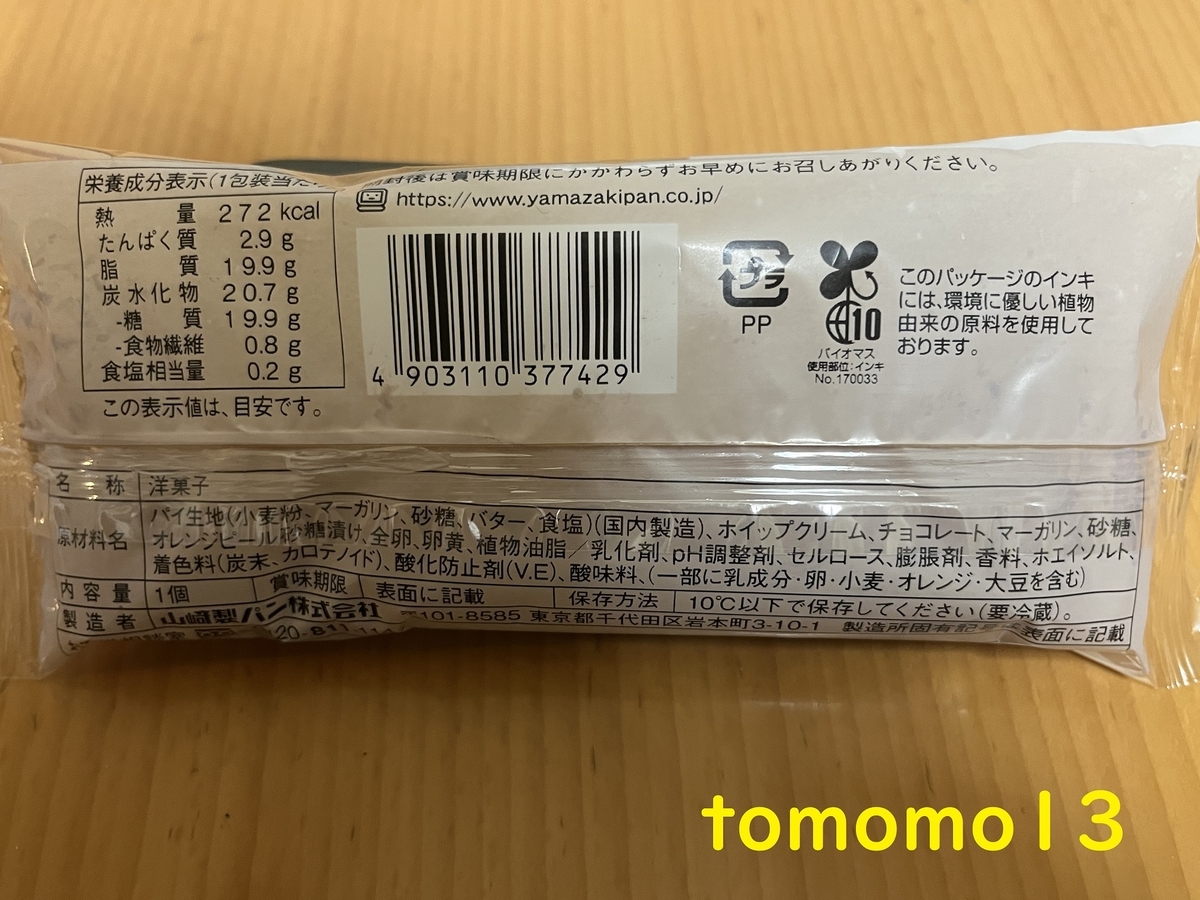 栄養成分表示(1包装当た
熱量 272kcal
たんぱく質 2.9g
脂質 19.9g
炭水化物 20.7g
-糖質 19.9g
-食物繊維 0.8g
食塩相当量 0.2g
この表示値は、目安です。
開封後は賞味期限にかかわらずお早めにお召しあがりください。
https://www.yamazakipan.co.jp/
4 903110 377429
プラ
PP
10
バイオマス
使用部位:インキ
No.170033
このパッケージのインキ
には、環境に優しい植物
由来の原料を使用して
おります。
名称 洋菓子
原材料名 パイ生地(小麦粉、マーガリン、砂糖、バター、食塩)(国内製造)、ホイップクリーム、チョコレート、マーガリン、砂糖、
オレンジピール砂糖漬け、全卵、卵黄、植物油脂/乳化剤、pH調整剤、セルロース、膨脹剤、香料、ホエイソルト、
着色料(炭末、カロテノイド)、酸化防止剤(V.E)、酸味料、(一部に乳成分・卵・小麦・オレンジ・大豆を含む)
内容量 1個 賞味期限 表面に記載 保存方法 10℃以下で保存してください(要冷蔵)。
製造者 山崎製パン株式会社 〒101-8585 東京都千代田区岩本町3-10-1 製造所固有記号 表面に記載
tomomo13